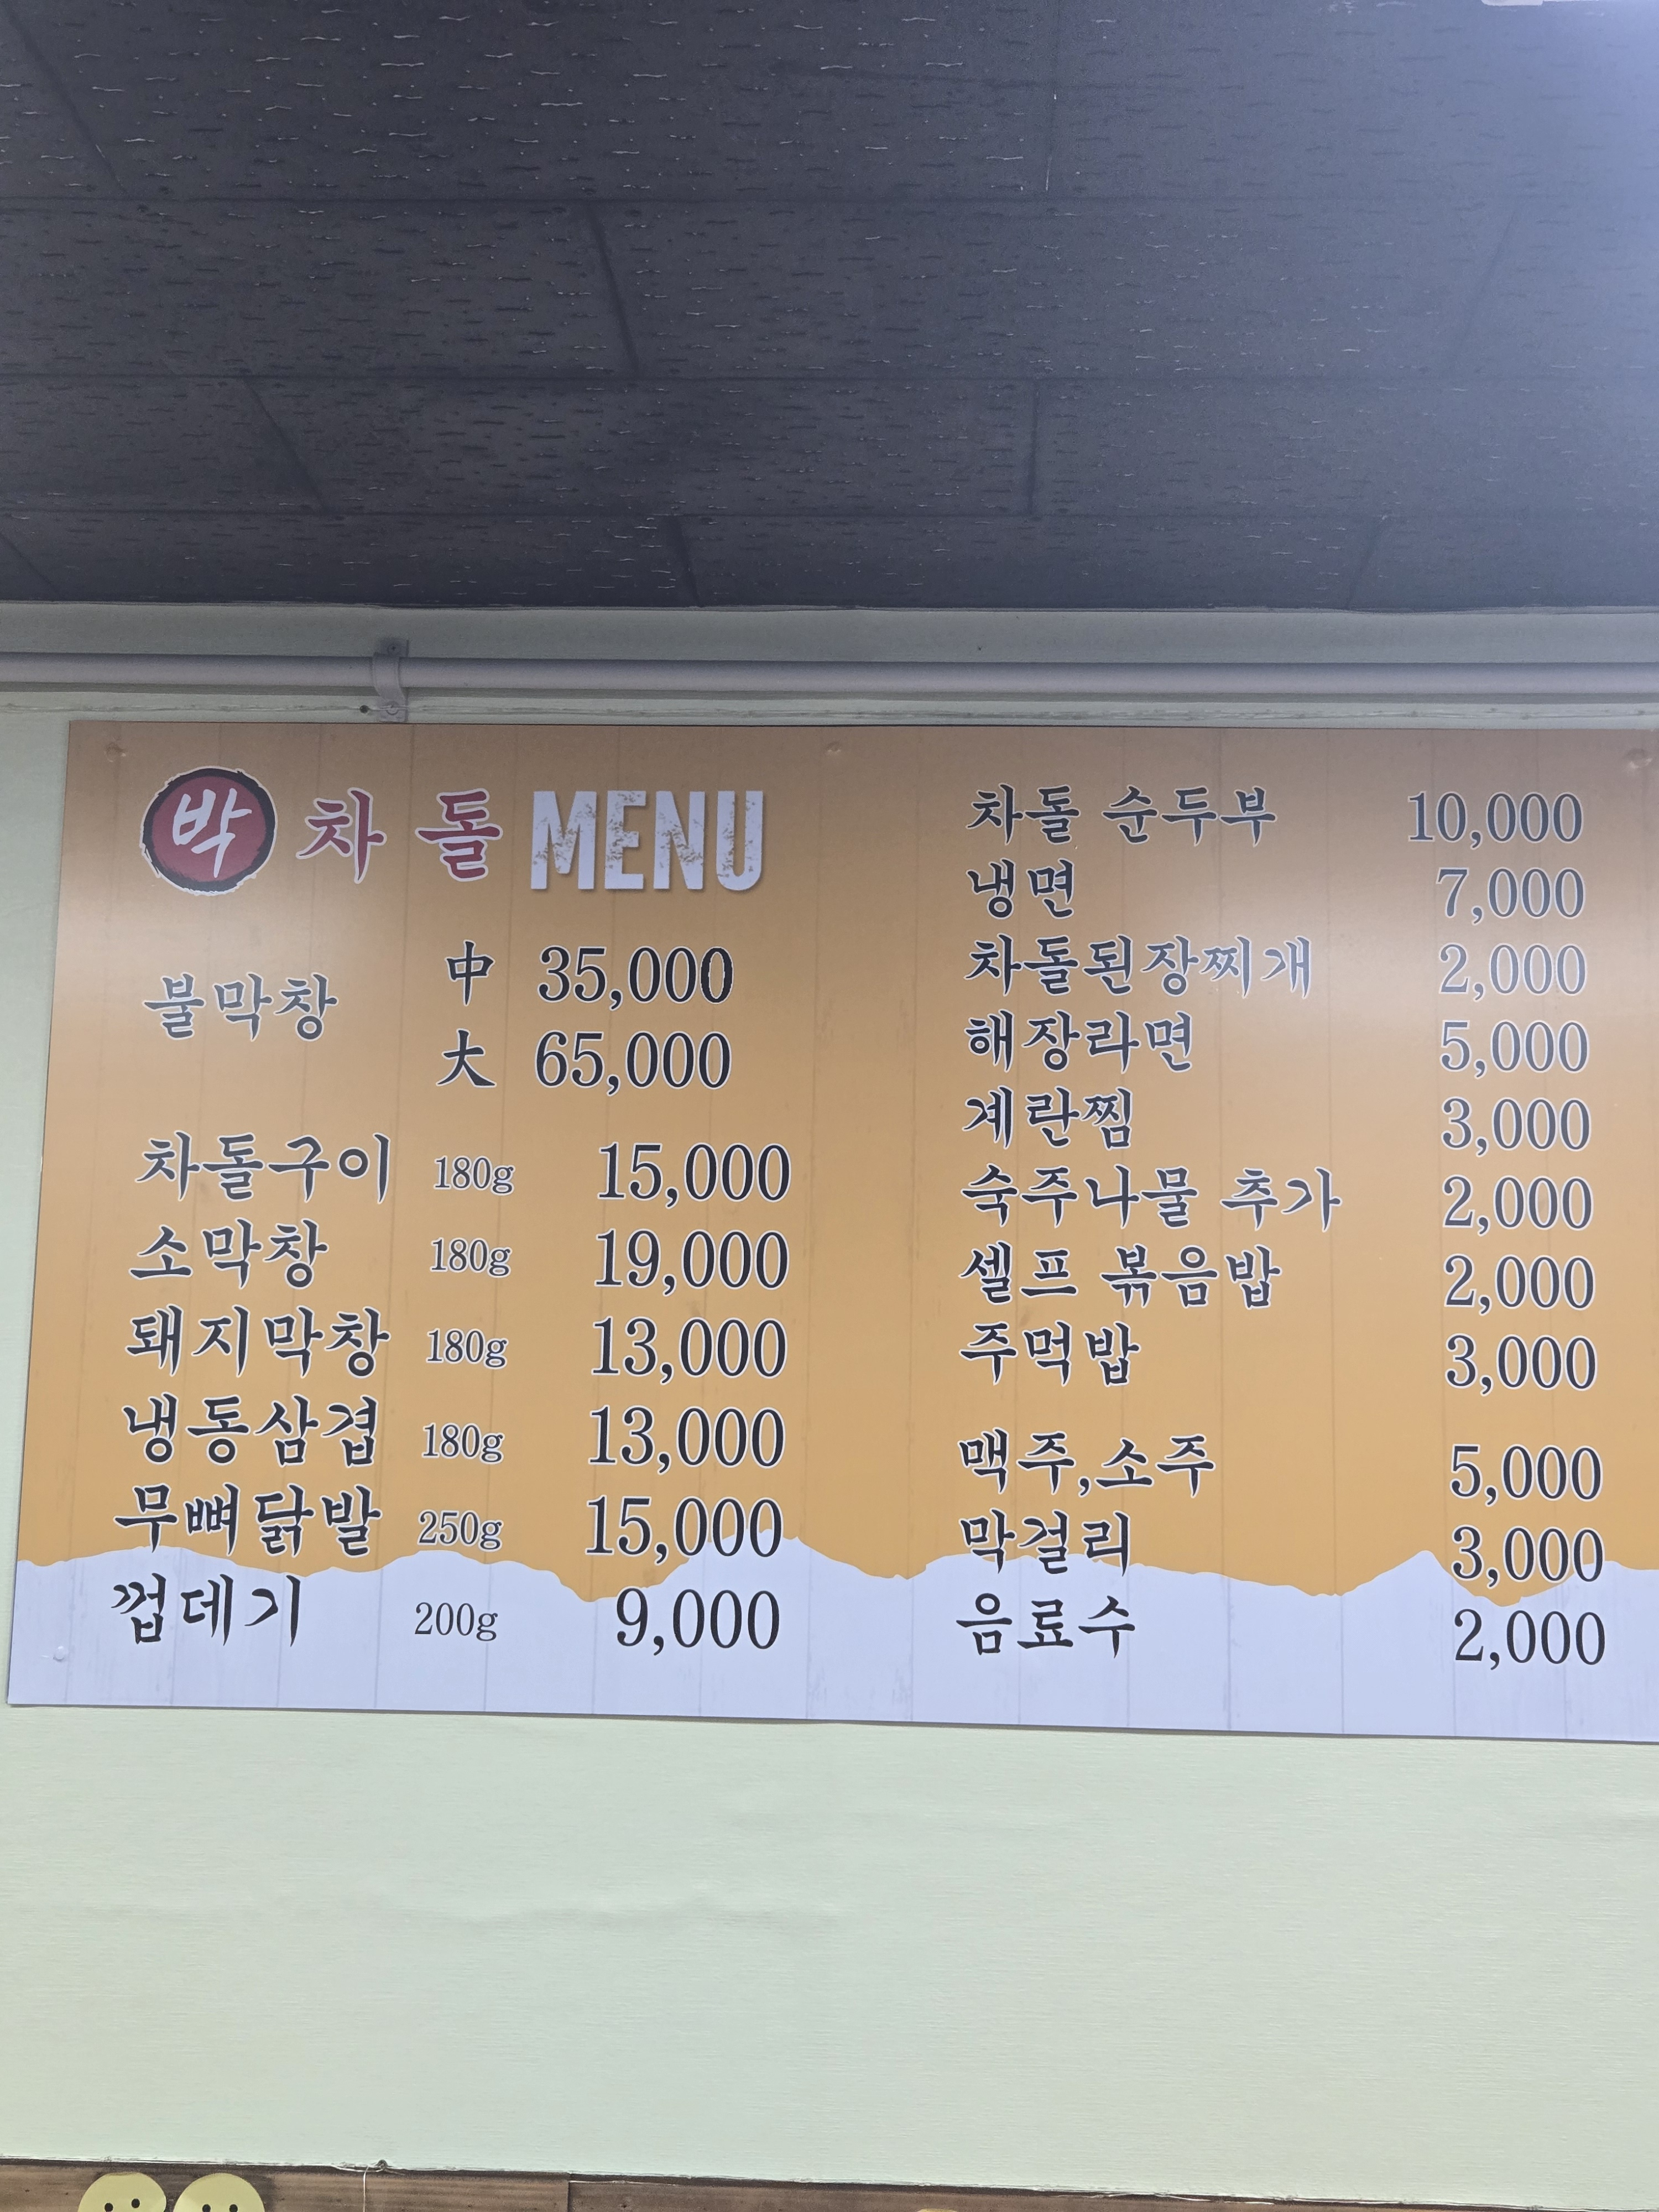 박차돌 MENU
불막창 中 35,000
大 65,000
차돌구이 180g 15,000
소막창 180g 19,000
돼지막창 180g 13,000
냉동삼겹 180g 13,000
무뼈닭발 250g 15,000
껍데기 200g 9,000
차돌 순두부 10,000
냉면 7,000
차돌된장찌개 2,000
해장라면 5,000
계란찜 3,000
숙주나물 추가 2,000
셀프 볶음밥 2,000
주먹밥 3,000
맥주,소주 5,000
막걸리 3,000
음료수 2,000